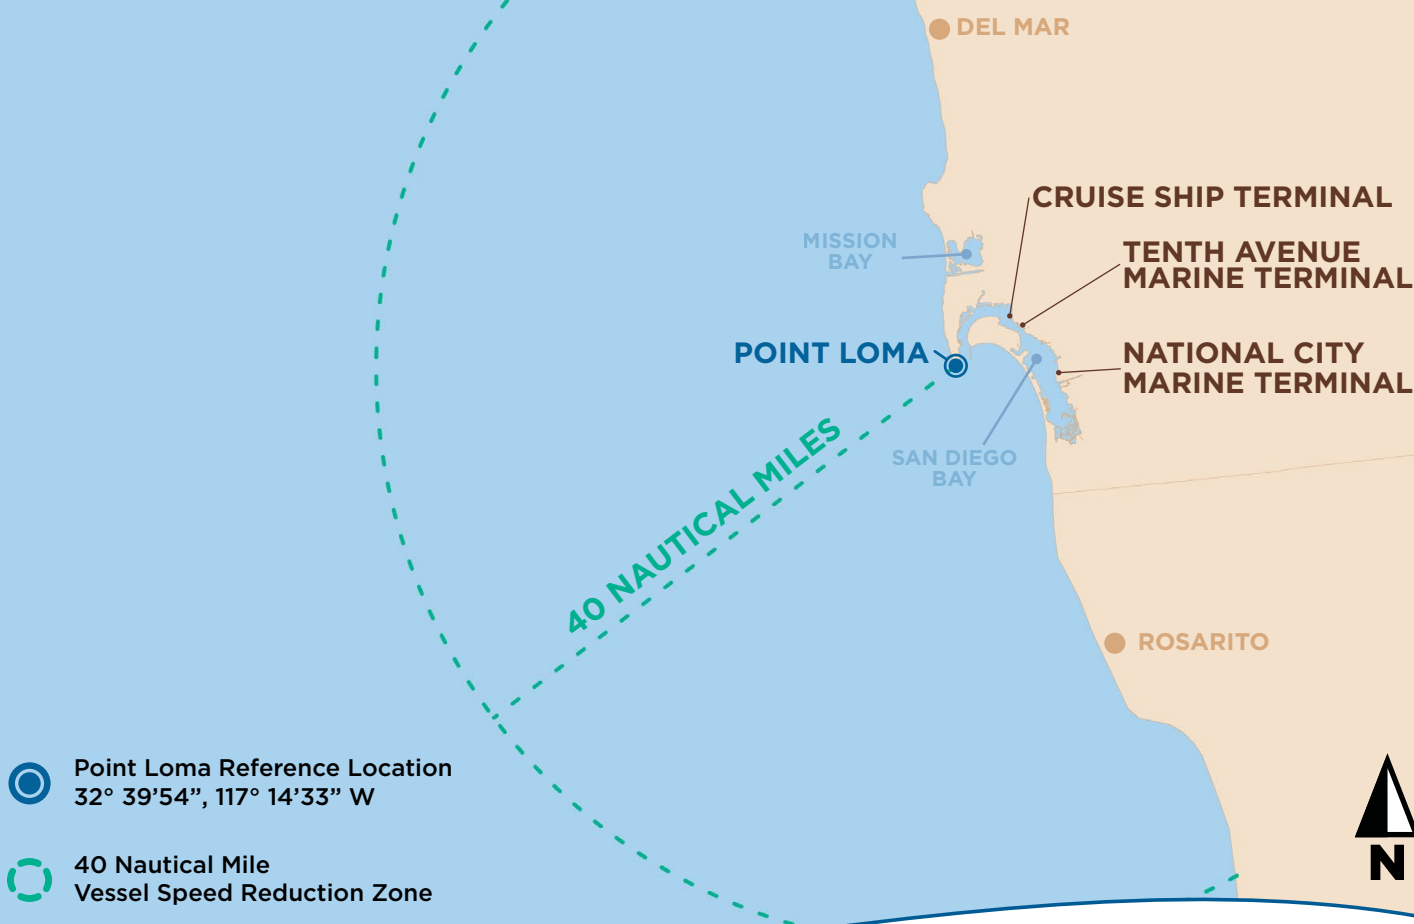 DEL MAR
CRUISE SHIP TERMINAL
MISSION
BAY
TENTH AVENUE
MARINE TERMINAL
POINT LOMA
NATIONAL CITY
MARINE TERMINAL
40 NAUTICAL MILES
SAN DIEGO
BAY
ROSARITO
Point Loma Reference Location
32° 39’54”, 117° 14’33” W
40 Nautical Mile
Vessel Speed Reduction Zone
N